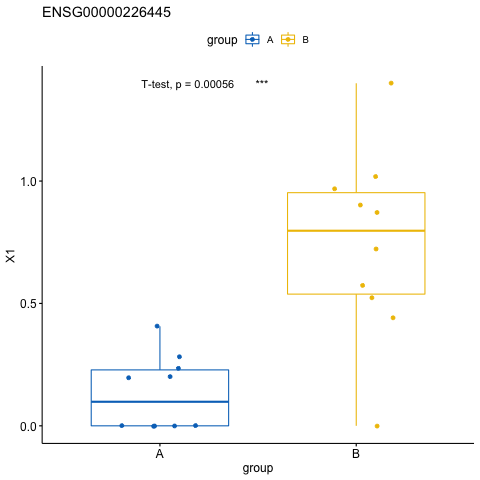 ENSG00000226445
group A B
T-test, p = 0.00056 ***
1.0
0.5
0.0
X1
A B
group